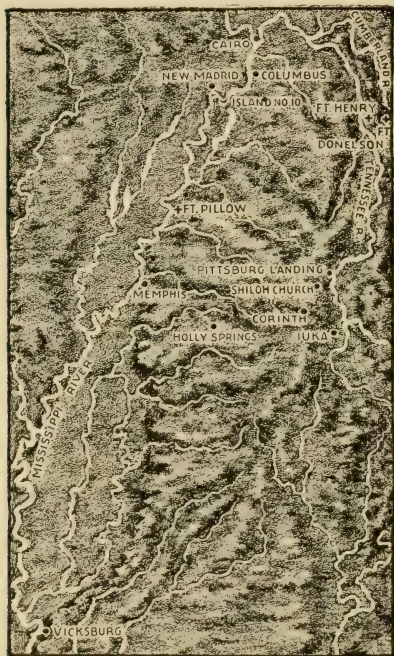 CAIRO
CUMBERLAND R.
NEW MADRID
COLUMBUS
ISLAND NO. 10
FT. HENRY
FT.
DONELSON
TENNESSEE R.
FT. PILLOW
PITTSBURG LANDING
SHILOH CHURCH
MEMPHIS
CORINTH
HOLLY SPRINGS
IUKA
MISSISSIPPI RIVER
VICKSBURG